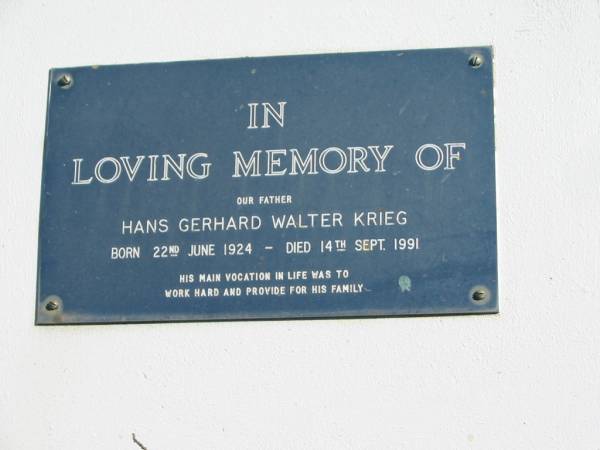 IN
LOVING MEMORY OF
OUR FATHER
HANS GERHARD WALTER KRIEG
BORN 22ND JUNE 1924 – DIED 14TH SEPT. 1991
HIS MAIN VOCATION IN LIFE WAS TO
WORK HARD AND PROVIDE FOR HIS FAMILY